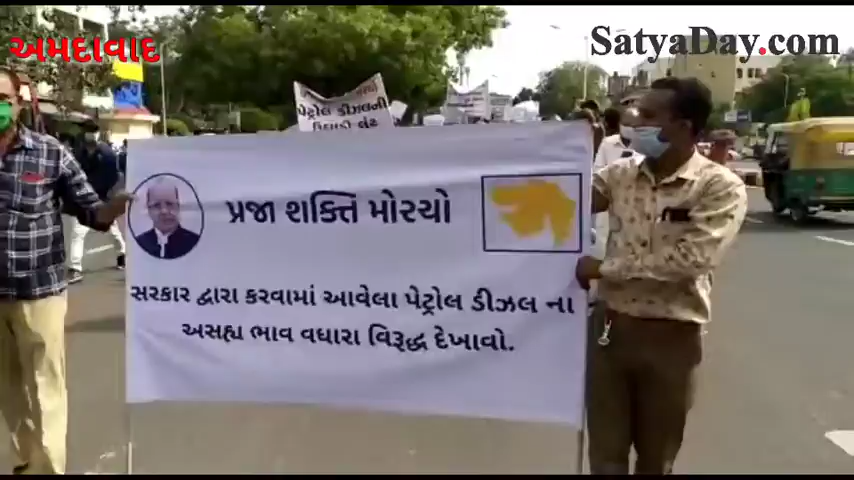 અમદાવાદ
SatyaDay.com
પેટ્રોલ ડીઝલની
પ્રજા શક્તિ મોરચો
સરકાર દ્વારા કરવામાં આવેલા પેટ્રોલ ડીઝલ ના
અસહ્ય ભાવ વધારા વિરૂદ્ધ દેખાવો.